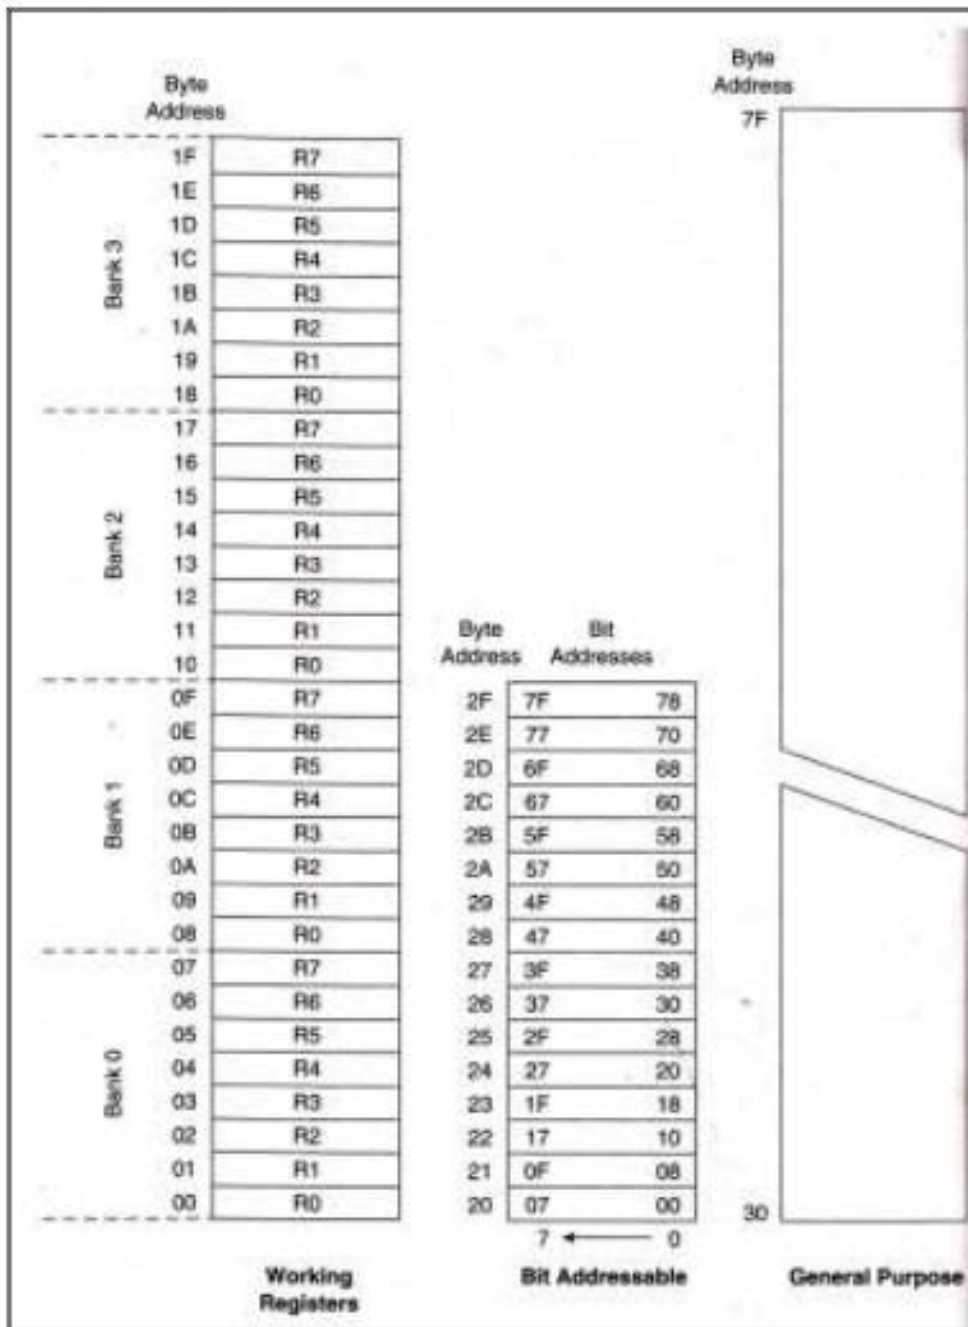 Byte
Address
1F R7
1E R6
1D R5
1C R4
1B R3
1A R2
19 R1
18 R0
Bank 3
17 R7
16 R6
15 R5
14 R4
13 R3
12 R2
11 R1
10 R0
Bank 2
0F R7
0E R6
0D R5
0C R4
0B R3
0A R2
09 R1
08 R0
Bank 1
07 R7
06 R6
05 R5
04 R4
03 R3
02 R2
01 R1
00 R0
Bank 0
Working
Registers
Byte Bit
Address Addresses
2F 7F 78
2E 77 70
2D 6F 68
2C 67 60
2B 5F 58
2A 57 50
29 4F 48
28 47 40
27 3F 38
26 37 30
25 2F 28
24 27 20
23 1F 18
22 17 10
21 0F 08
20 07 00
7 0
Bit Addressable
Byte
Address
7F
30
General Purpose